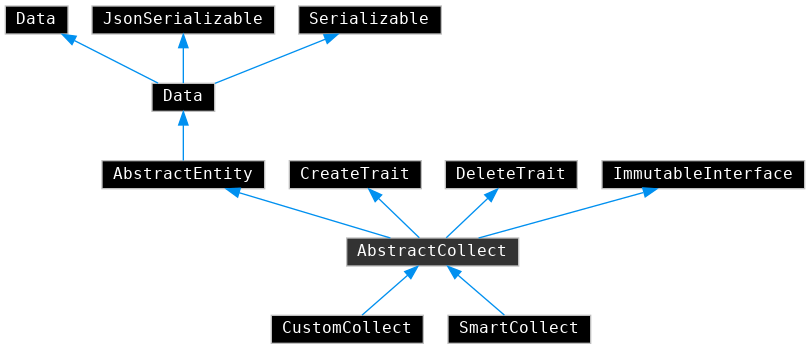 Data
JsonSerializable
Serializable
Data
AbstractEntity
CreateTrait
DeleteTrait
ImmutableInterface
AbstractCollect
CustomCollect
SmartCollect